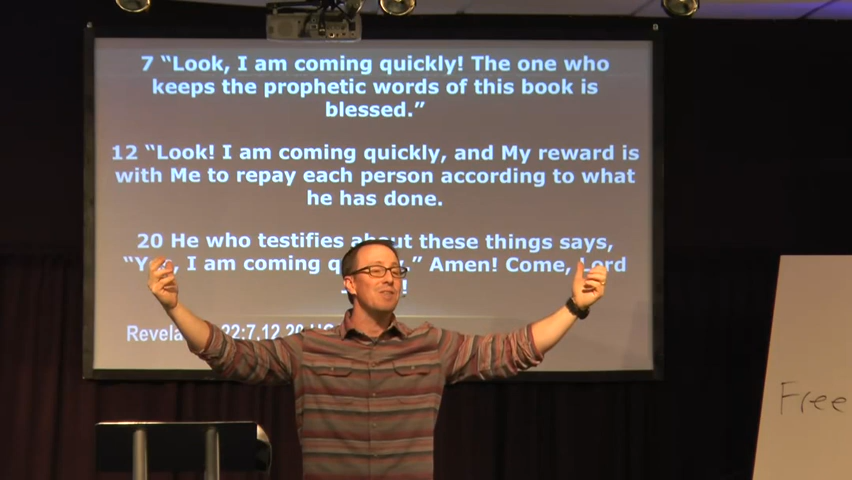 7 “Look, I am coming quickly! The one who
keeps the prophetic words of this book is
blessed.”
12 “Look! I am coming quickly, and My reward is
with Me to repay each person according to what
he has done.
20 He who testifies about these things says,
“Yes, I am coming quickly.” Amen! Come, Lord
22:7,12,20
Free